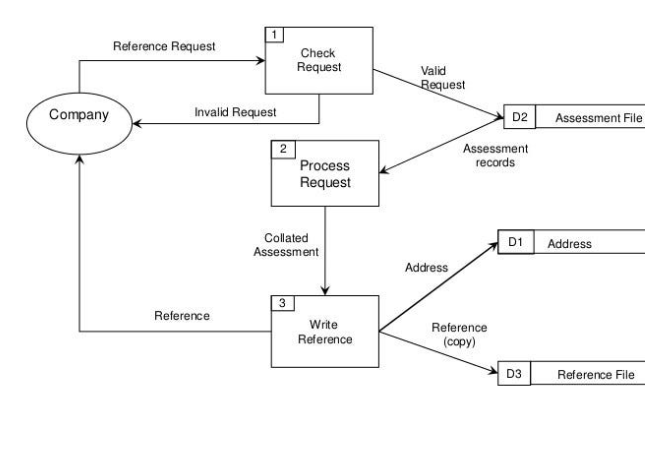 Reference Request
1
Check
Request
Valid
Request
Company
Invalid Request
D2
Assessment File
2
Process
Request
Assessment
records
Collated
Assessment
D1
Address
Address
3
Write
Reference
Reference
Reference
(copy)
D3
Reference File